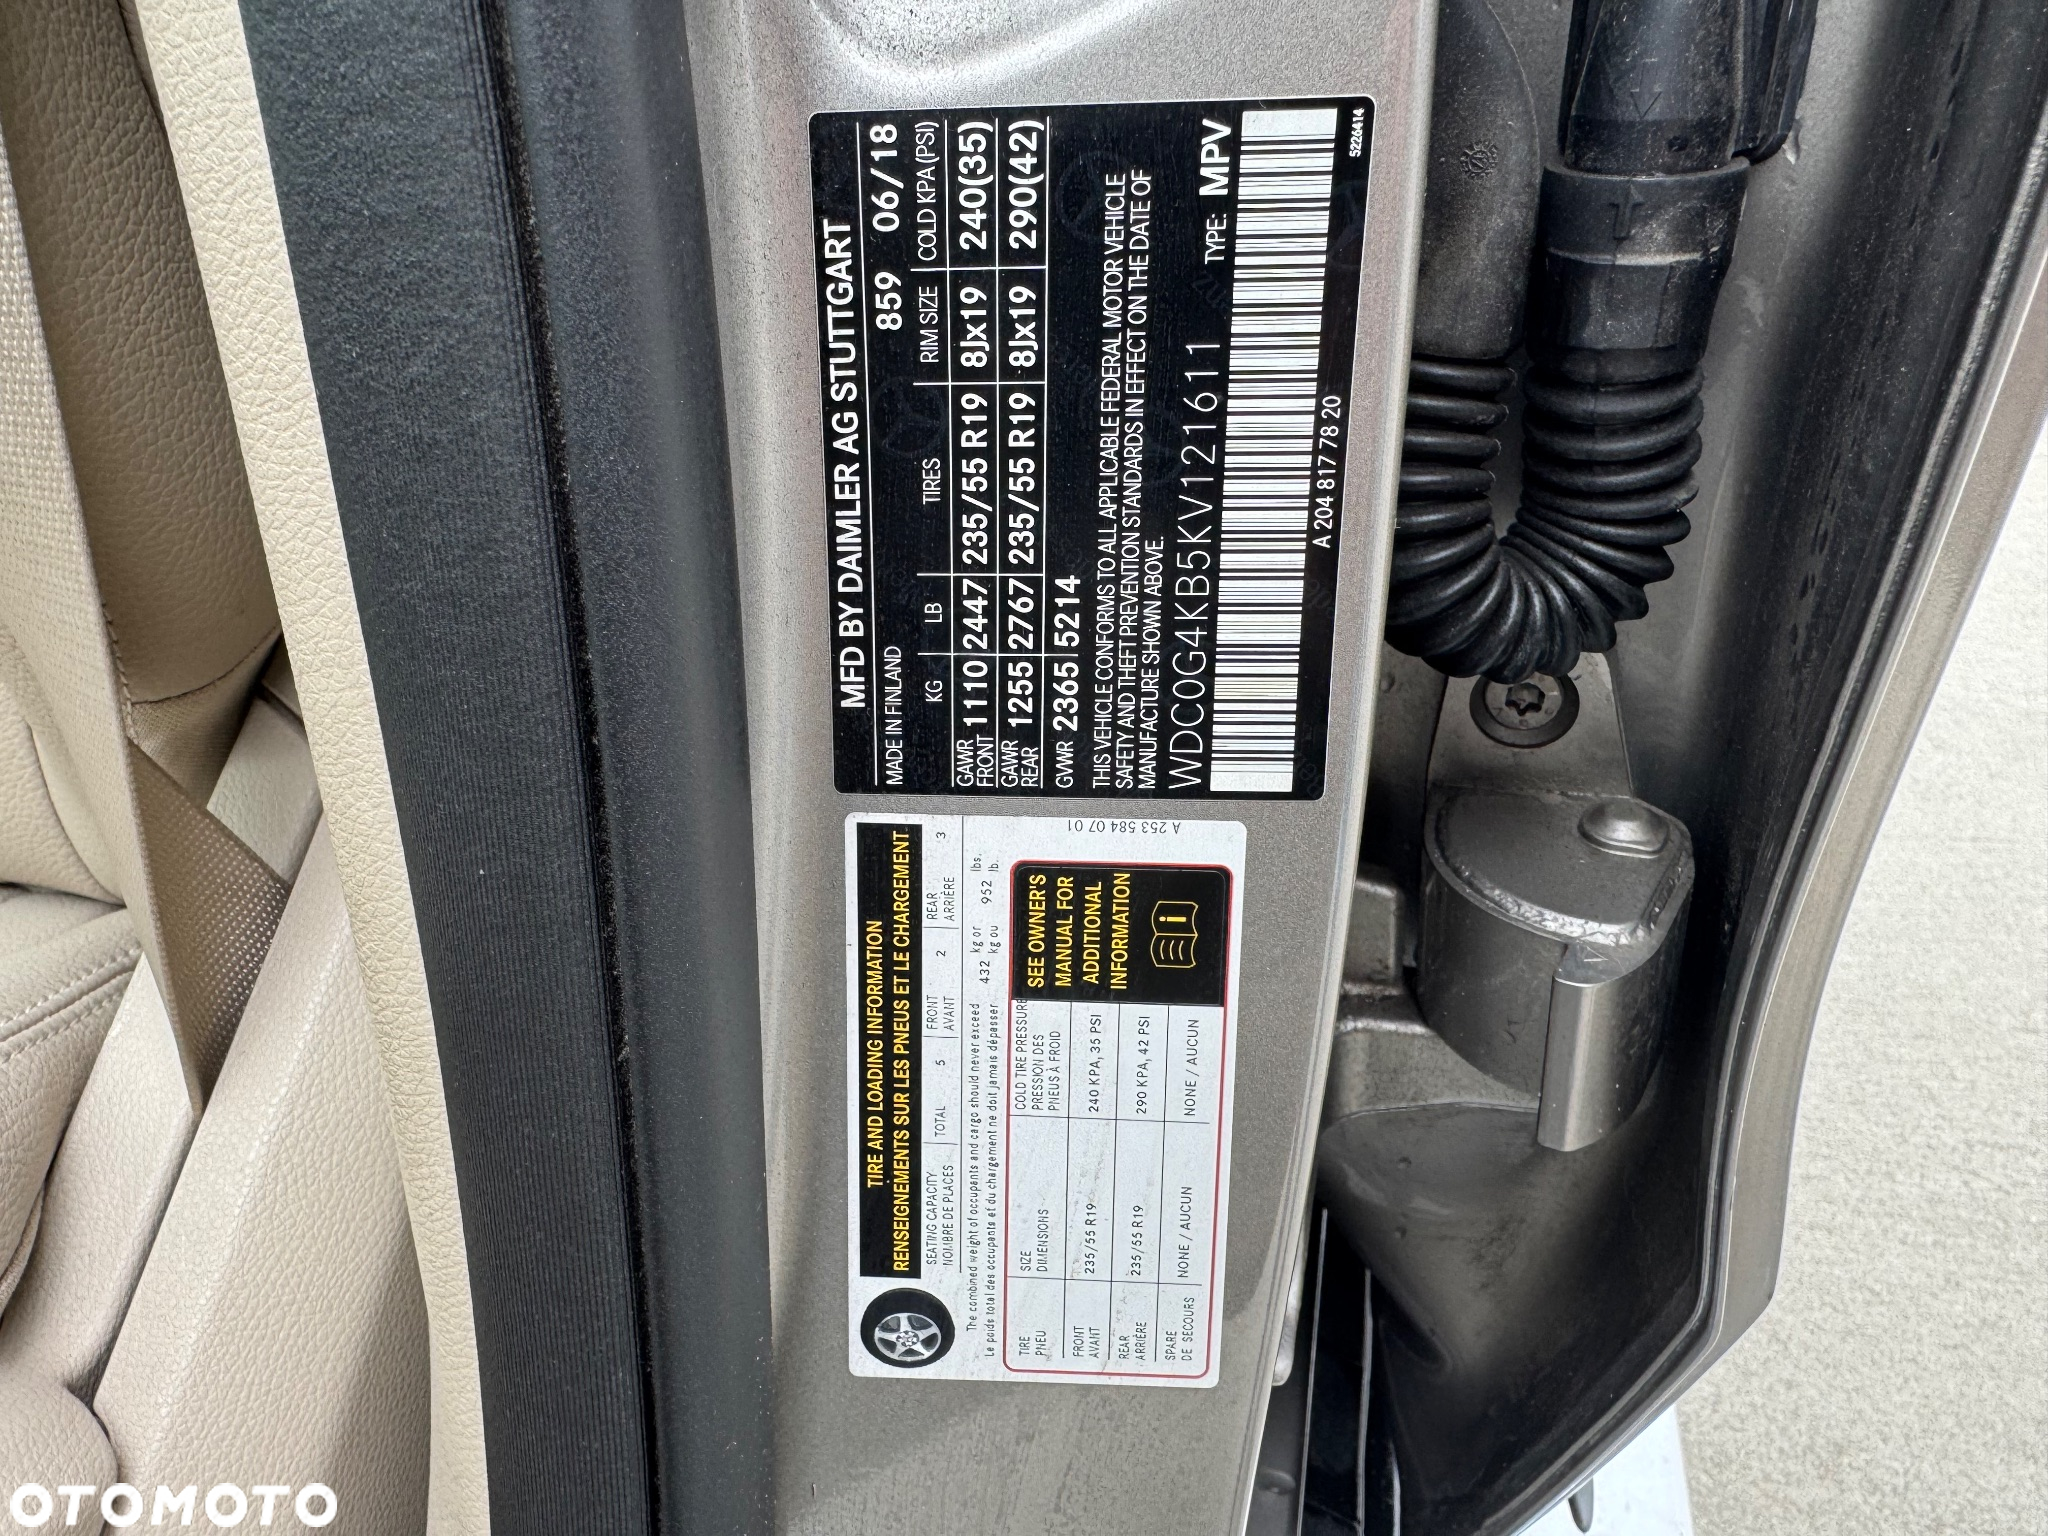 MFD BY DAIMLER AG STUTTGART
MADE IN FINLAND 859 06/18
KG LB TIRES RIM SIZE COLD KPA(PSI)
GAWR FRONT 1110 2447 235/55 R19 8Jx19 240(35)
GAWR REAR 1255 2767 235/55 R19 8Jx19 290(42)
GVWR 2365 5214
THIS VEHICLE CONFORMS TO ALL APPLICABLE FEDERAL MOTOR VEHICLE
SAFETY AND THEFT PREVENTION STANDARDS IN EFFECT ON THE DATE OF
MANUFACTURE SHOWN ABOVE.
WDC0G4KB5KV121611 TYPE: MPV
A 204 817 78 20
5226414
TIRE AND LOADING INFORMATION
RENSEIGNEMENTS SUR LES PNEUS ET LE CHARGEMENT
SEATING CAPACITY TOTAL 5 FRONT 2 REAR 3
NOMBRE DE PLACES AVANT ARRIÈRE
The combined weight of occupants and cargo should never exceed 432 kg or 952 lbs.
Le poids total des occupants et du chargement ne doit jamais dépasser kg ou lb.
TIRE SIZE COLD TIRE PRESSURE
PNEU DIMENSIONS PRESSION DES
PNEUS À FROID
FRONT AVANT 235/55 R19 240 KPA, 35 PSI
REAR ARRIÈRE 235/55 R19 290 KPA, 42 PSI
SPARE DE SECOURS NONE / AUCUN NONE / AUCUN
SEE OWNER'S
MANUAL FOR
ADDITIONAL
INFORMATION
A 253 584 07 01
OTOMOTO